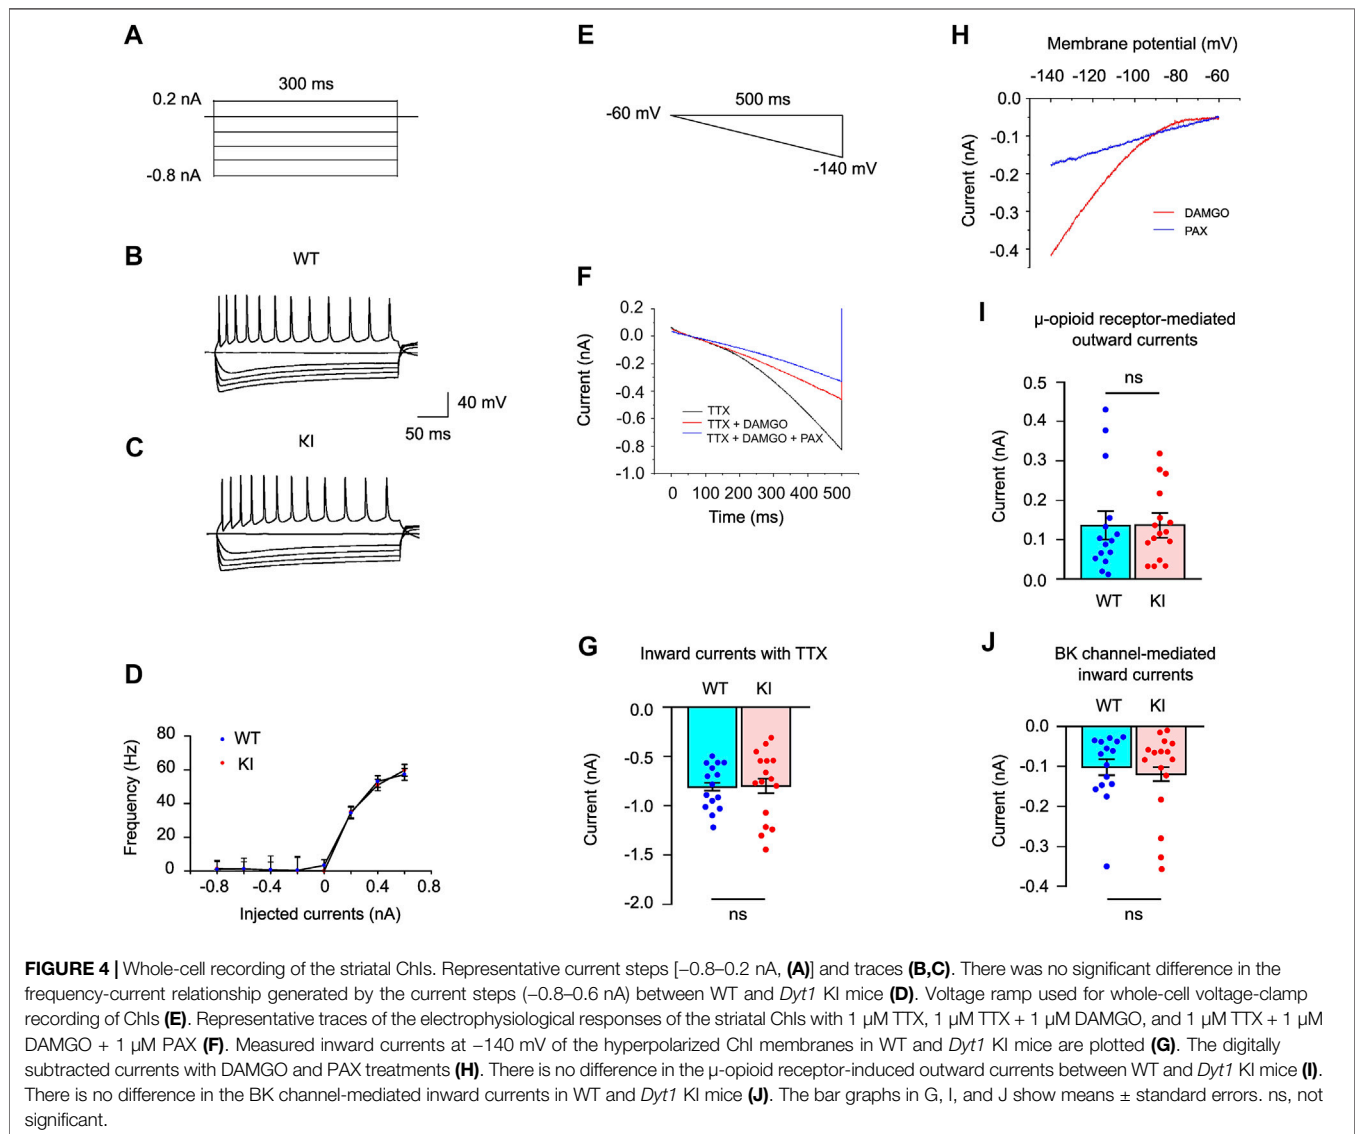 A
300 ms
0.2 nA
-0.8 nA
B
WT
40 mV
50 ms
C
KI
D
80
60
40
20
0
WT
KI
Frequency (Hz)
-0.8 -0.4 0 0.4 0.8
Injected currents (nA)
E
500 ms
-60 mV
-140 mV
F
0.2
0.0
-0.2
-0.4
-0.6
-0.8
-1.0
Current (nA)
TTX
TTX + DAMGO
TTX + DAMGO + PAX
0 100 200 300 400 500
Time (ms)
G
Inward currents with TTX
WT KI
0.0
-0.5
-1.0
-1.5
-2.0
Current (nA)
ns
H
Membrane potential (mV)
-140 -120 -100 -80 -60
0.0
-0.1
-0.2
-0.3
-0.4
Current (nA)
DAMGO
PAX
I
µ-opioid receptor-mediated
outward currents
ns
0.5
0.4
0.3
0.2
0.1
0.0
Current (nA)
WT KI
J
BK channel-mediated
inward currents
WT KI
0.0
-0.1
-0.2
-0.3
-0.4
Current (nA)
ns
FIGURE 4 | Whole-cell recording of the striatal ChIs. Representative current steps [−0.8–0.2 nA, (A)] and traces (B,C). There was no significant difference in the
frequency-current relationship generated by the current steps (−0.8–0.6 nA) between WT and Dyt1 KI mice (D). Voltage ramp used for whole-cell voltage-clamp
recording of ChIs (E). Representative traces of the electrophysiological responses of the striatal ChIs with 1 µM TTX, 1 µM TTX + 1 µM DAMGO, and 1 µM TTX + 1 µM
DAMGO + 1 µM PAX (F). Measured inward currents at −140 mV of the hyperpolarized ChI membranes in WT and Dyt1 KI mice are plotted (G). The digitally
subtracted currents with DAMGO and PAX treatments (H). There is no difference in the µ-opioid receptor-induced outward currents between WT and Dyt1 KI mice (I).
There is no difference in the BK channel-mediated inward currents in WT and Dyt1 KI mice (J). The bar graphs in G, I, and J show means ± standard errors. ns, not
significant.